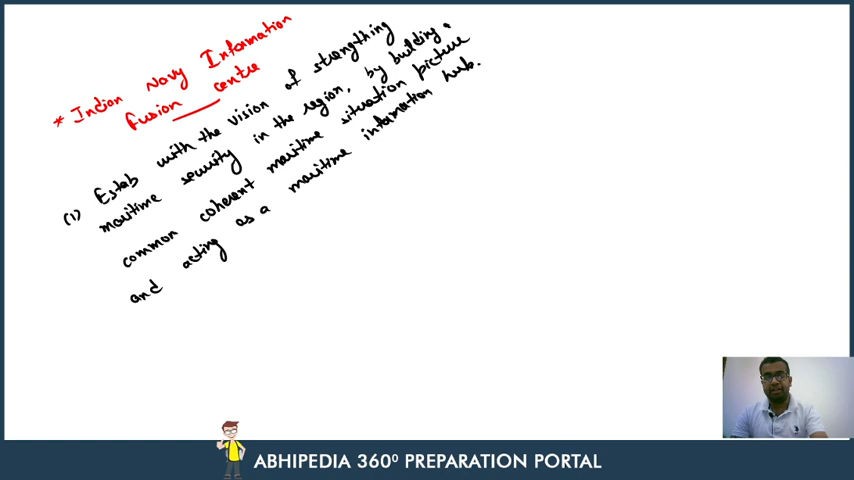 * Indian Navy Information
Fusion centre
(1) Estab with the vision of strengthing
maritime security in the region, by building a
common coherent maritime situation picture
and acting as a maritime information hub.
ABHIPEDIA 360⁰ PREPARATION PORTAL